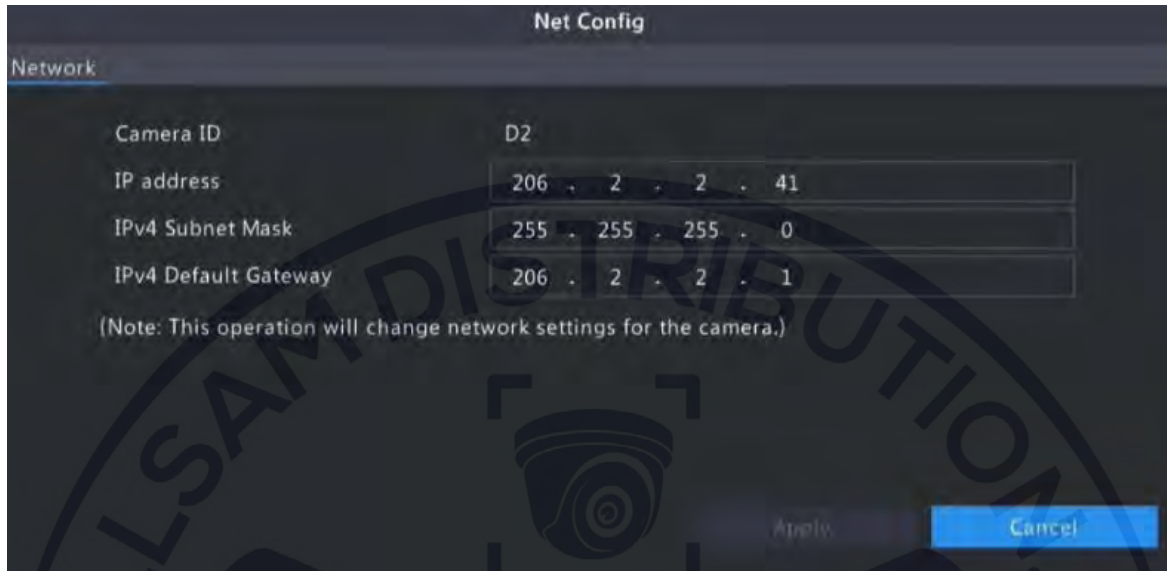 Net Config
Network
Camera ID D2
IP address 206 . 2 . 2 . 41
IPv4 Subnet Mask 255 . 255 . 255 . 0
IPv4 Default Gateway 206 . 2 . 2 . 1
(Note: This operation will change network settings for the camera.)
Apply Cancel
LSAM DISTRIBUTION